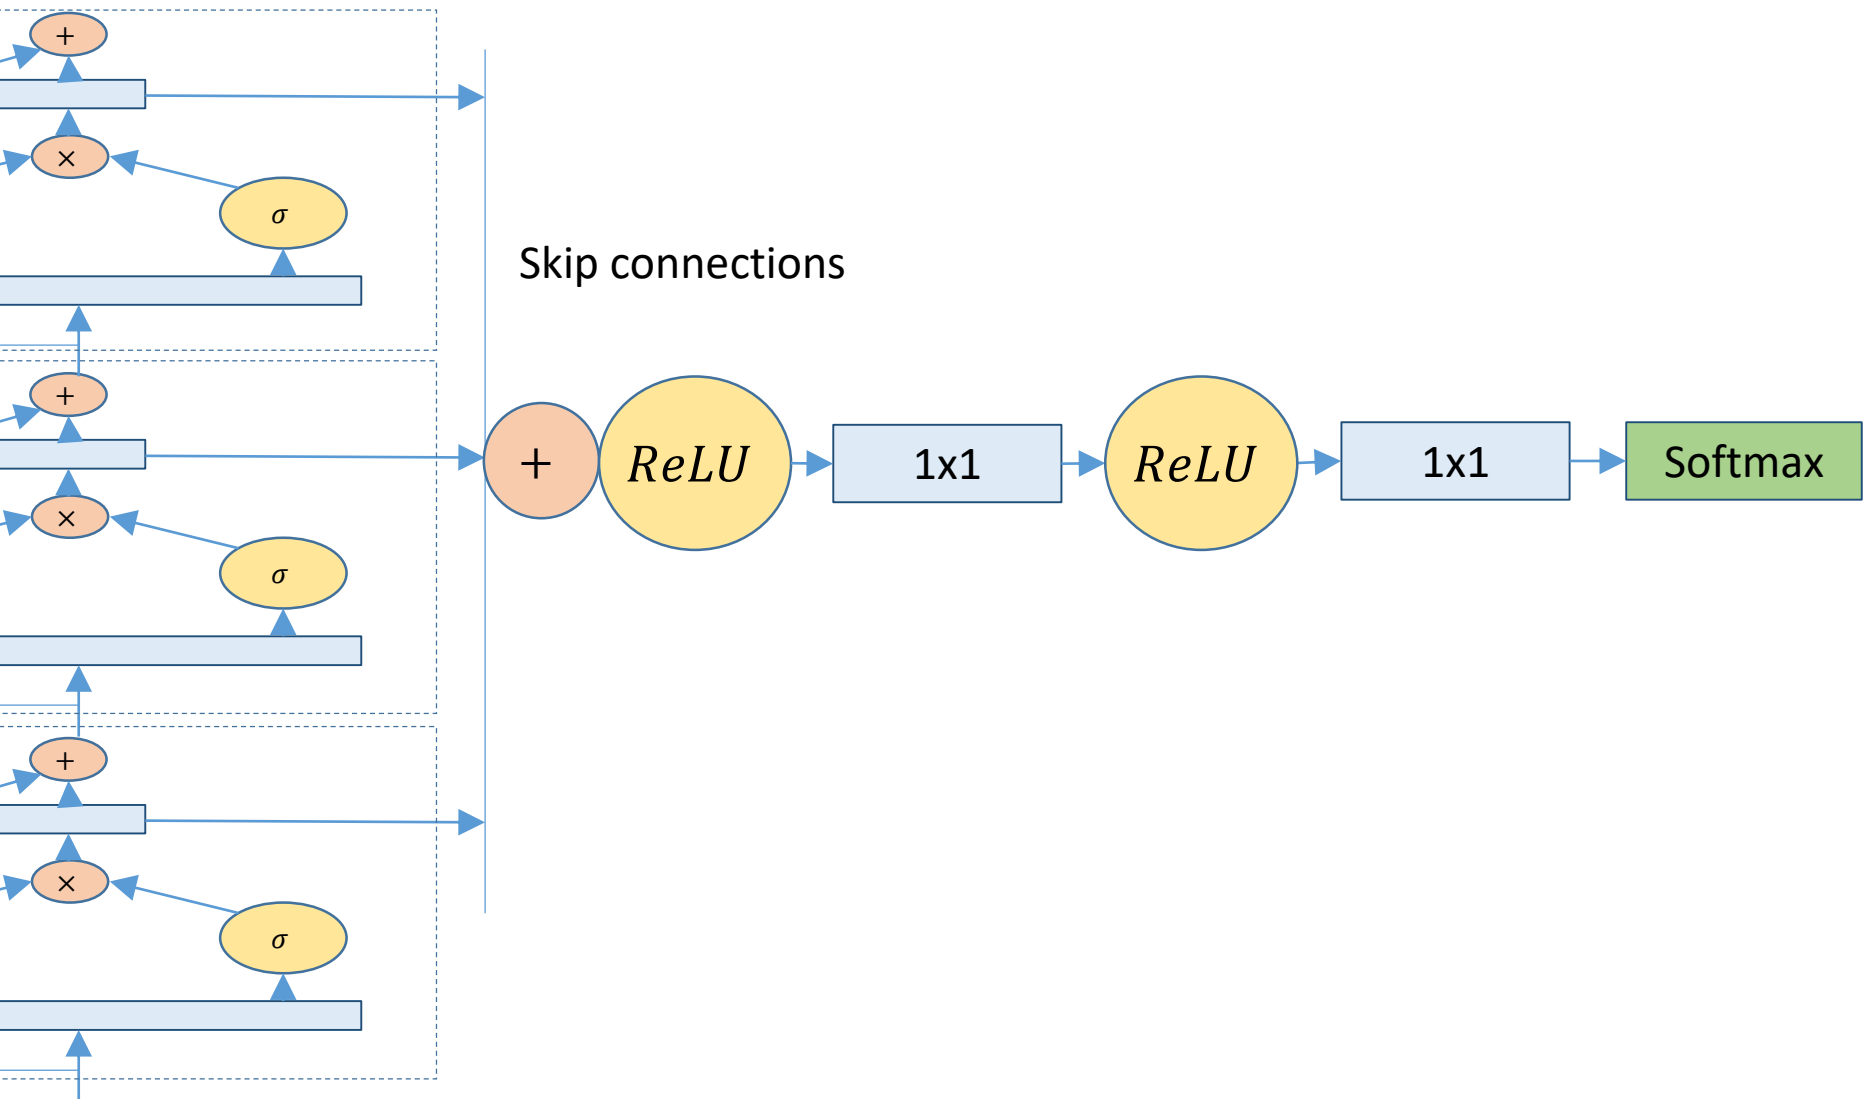 +
×
σ
Skip connections
+
×
σ
+ ReLU 1x1 ReLU 1x1 Softmax
+
×
σ